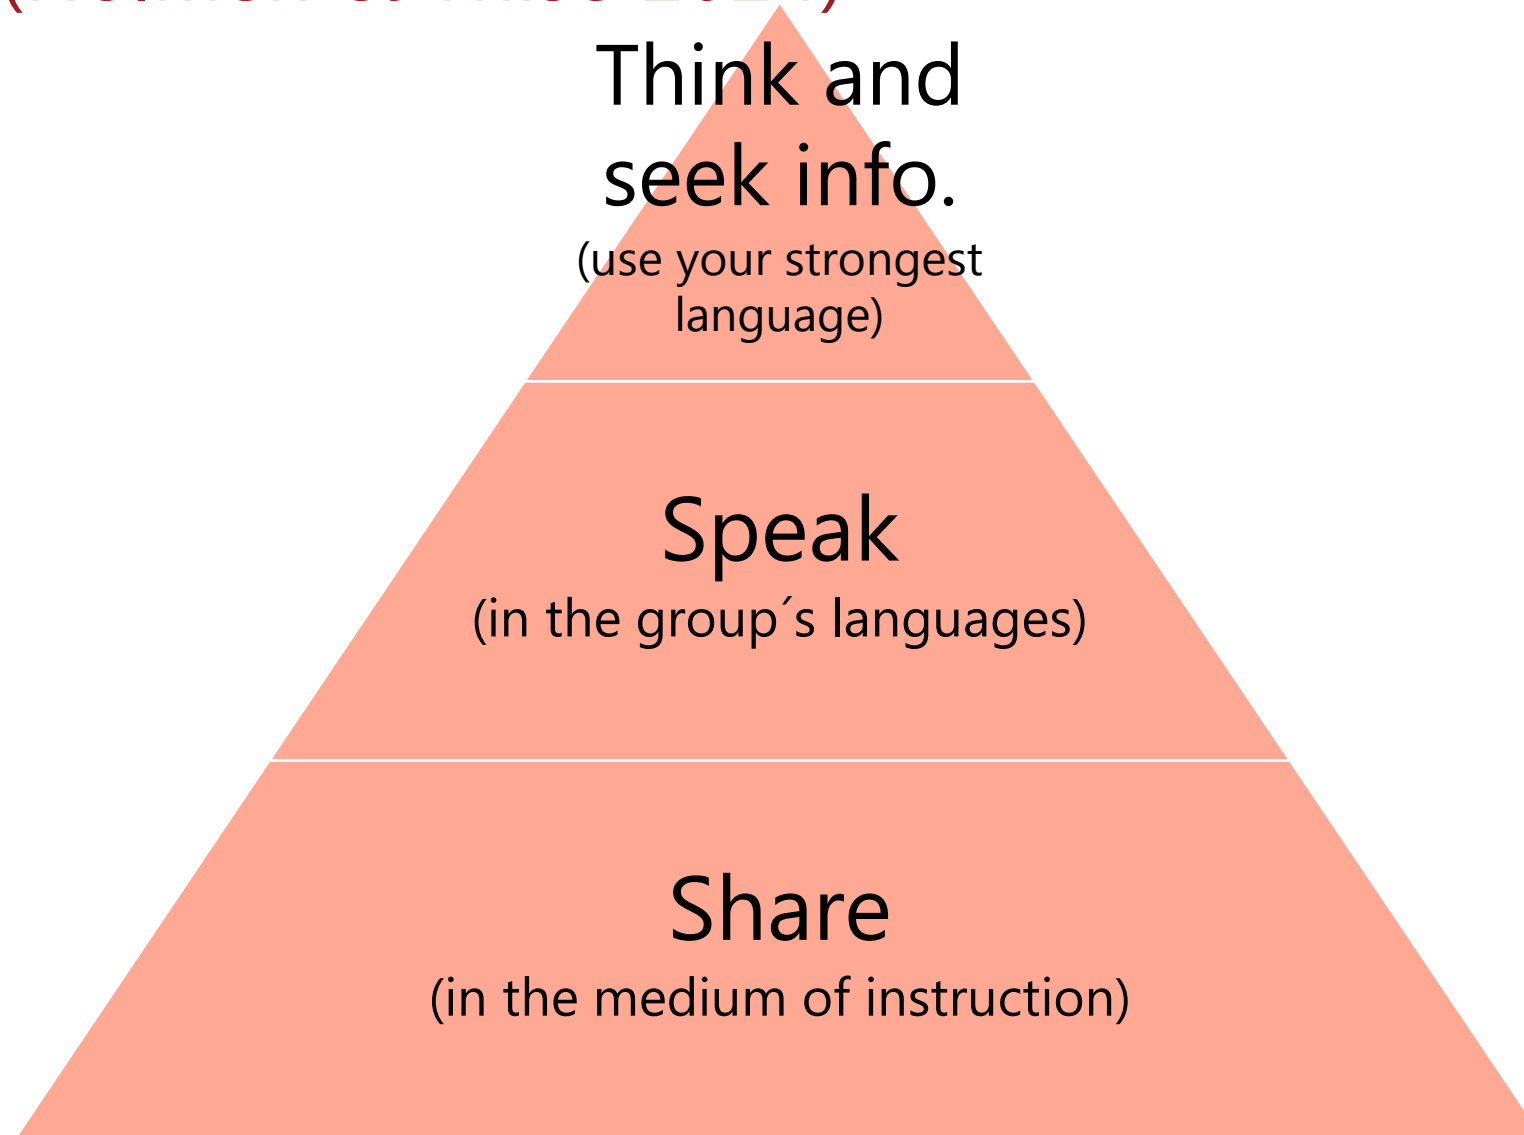 Think and
seek info.
(use your strongest
language)
Speak
(in the group´s languages)
Share
(in the medium of instruction)